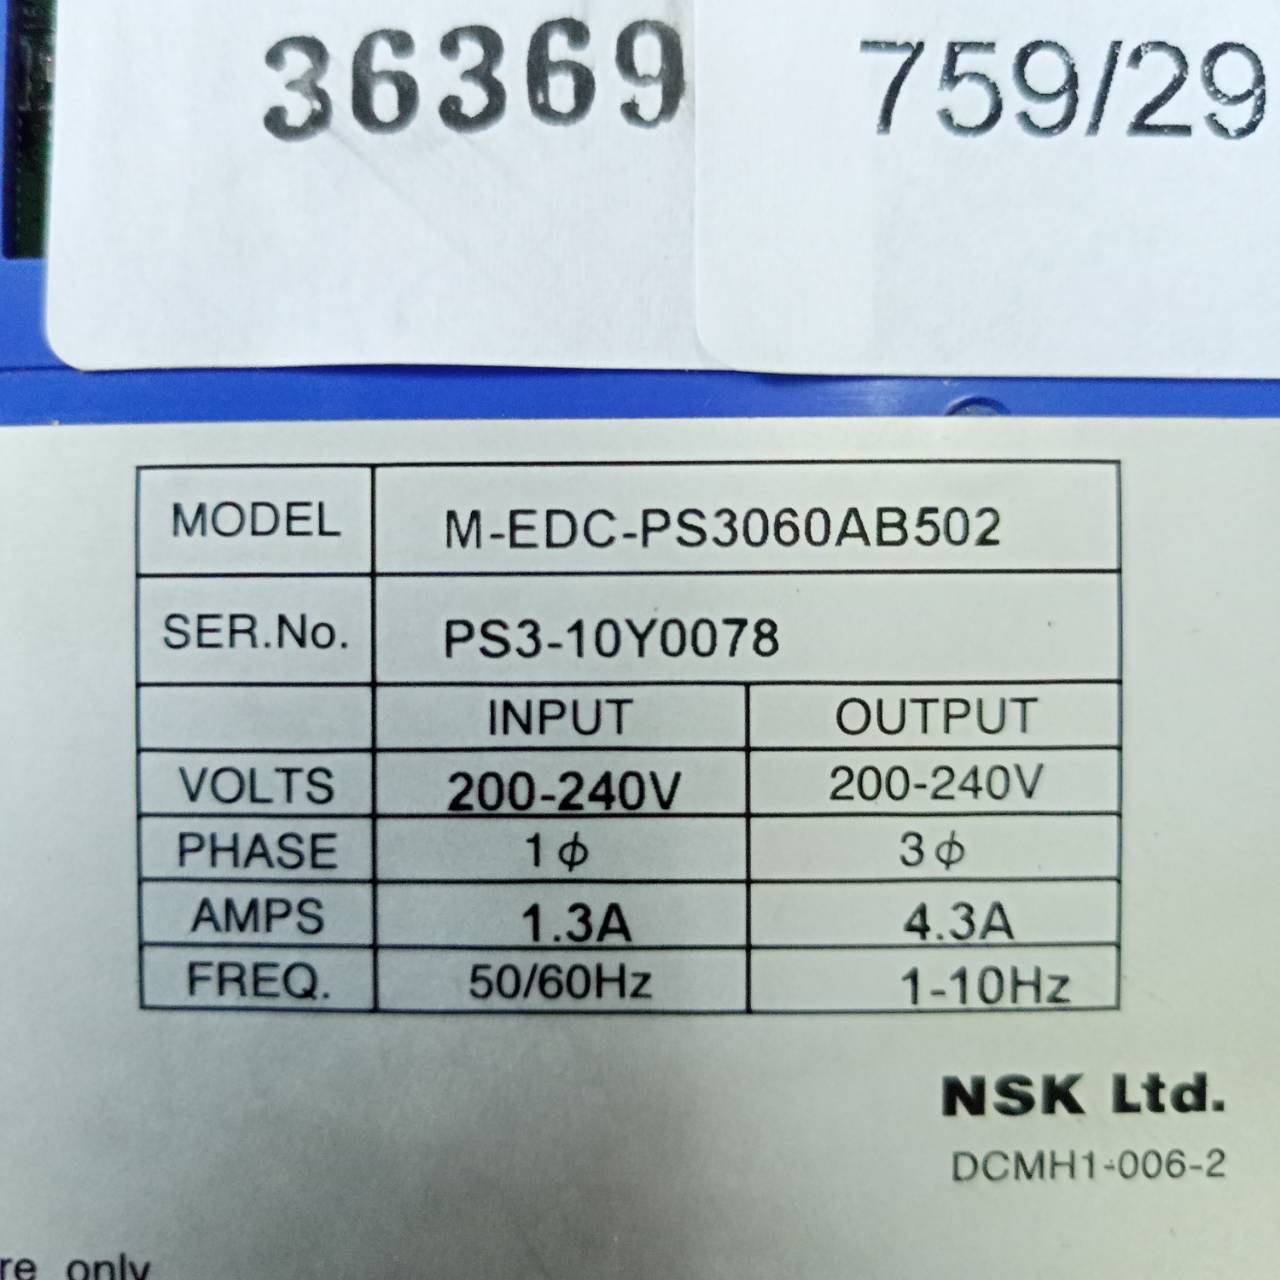 36369 759/29
MODEL M-EDC-PS3060AB502
SER.No. PS3-10Y0078
INPUT OUTPUT
VOLTS 200-240V 200-240V
PHASE 1ϕ 3ϕ
AMPS 1.3A 4.3A
FREQ. 50/60Hz 1-10Hz
NSK Ltd.
DCMH1-006-2
only